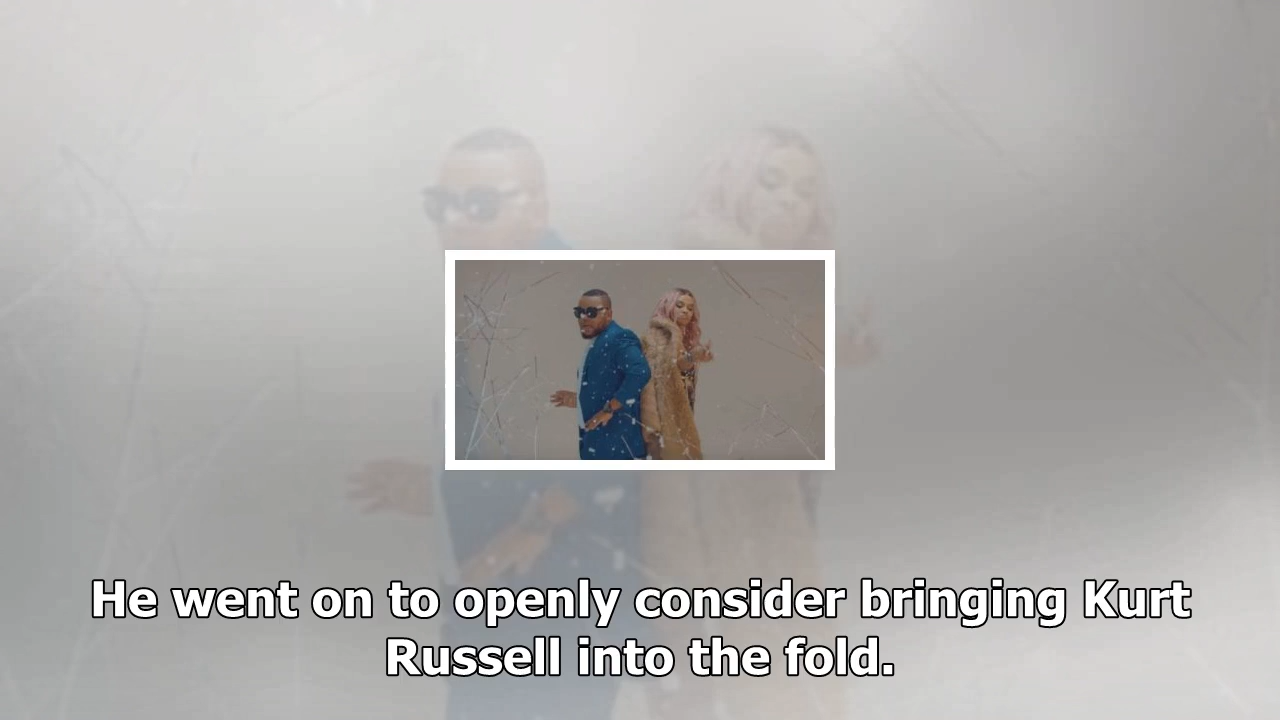 He went on to openly consider bringing Kurt
Russell into the fold.